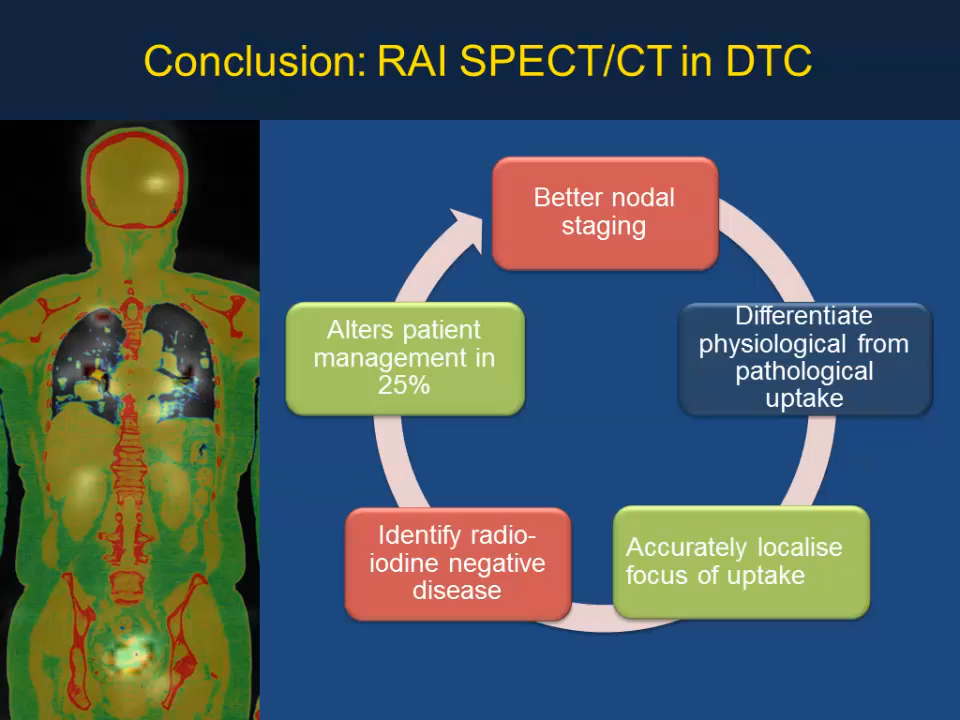 Conclusion: RAI SPECT/CT in DTC
Better nodal
staging
Differentiate
physiological from
pathological
uptake
Accurately localise
focus of uptake
Identify radio-
iodine negative
disease
Alters patient
management in
25%